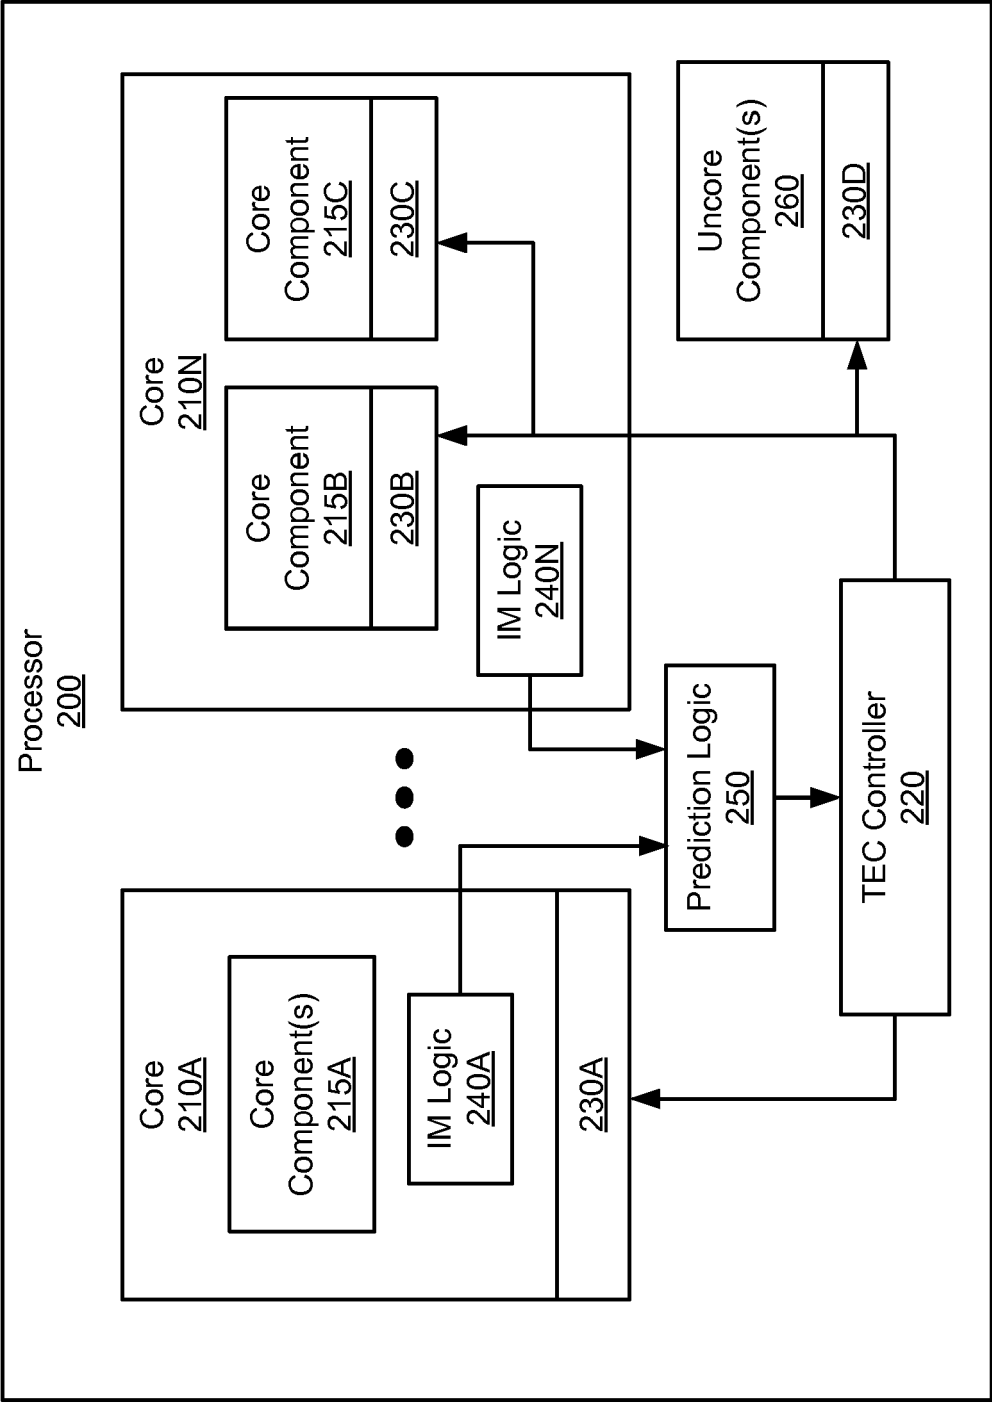 Processor
200
Core
210A
Core
Component(s)
215A
IM Logic
240A
230A
Core
210N
Core
Component
215B
230B
Core
Component
215C
230C
IM Logic
240N
Prediction Logic
250
Uncore
Component(s)
260
230D
TEC Controller
220